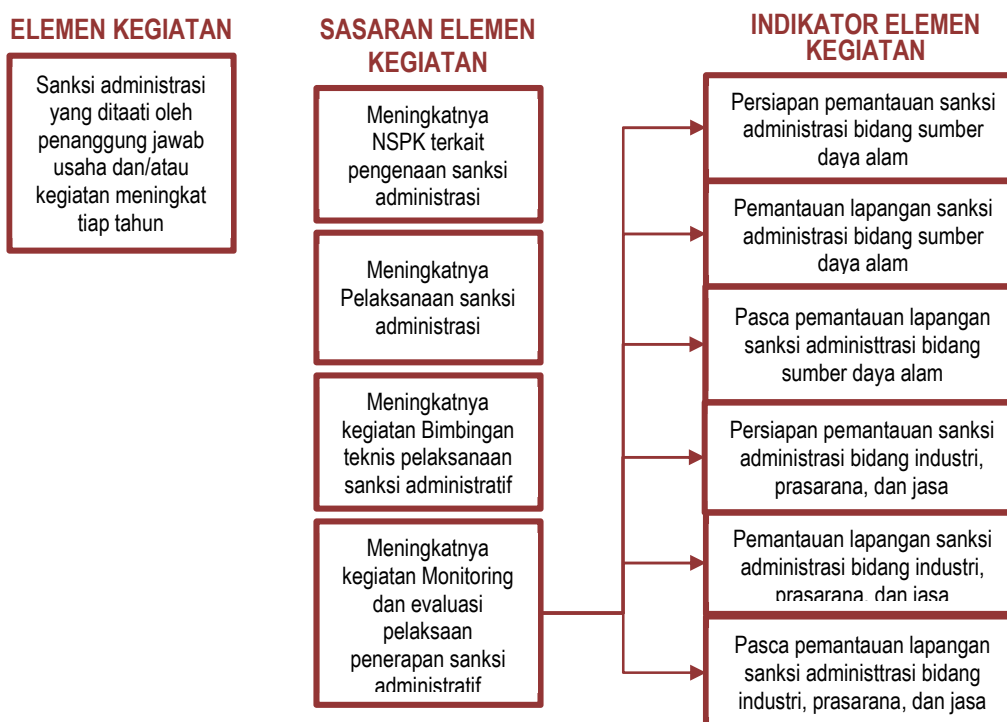 ELEMEN KEGIATAN
Sanksi administrasi
yang ditaati oleh
penanggung jawab
usaha dan/atau
kegiatan meningkat
tiap tahun
SASARAN ELEMEN
KEGIATAN
Meningkatnya
NSPK terkait
pengenaan sanksi
administrasi
Meningkatnya
Pelaksanaan sanksi
administrasi
Meningkatnya
kegiatan Bimbingan
teknis pelaksanaan
sanksi administratif
Meningkatnya
kegiatan Monitoring
dan evaluasi
pelaksaan
penerapan sanksi
administratif
INDIKATOR ELEMEN
KEGIATAN
Persiapan pemantauan sanksi
administrasi bidang sumber
daya alam
Pemantauan lapangan sanksi
administrasi bidang sumber
daya alam
Pasca pemantauan lapangan
sanksi administtrasi bidang
sumber daya alam
Persiapan pemantauan sanksi
administrasi bidang industri,
prasarana, dan jasa
Pemantauan lapangan sanksi
administrasi bidang industri,
prasarana, dan jasa
Pasca pemantauan lapangan
sanksi administtrasi bidang
industri, prasarana, dan jasa